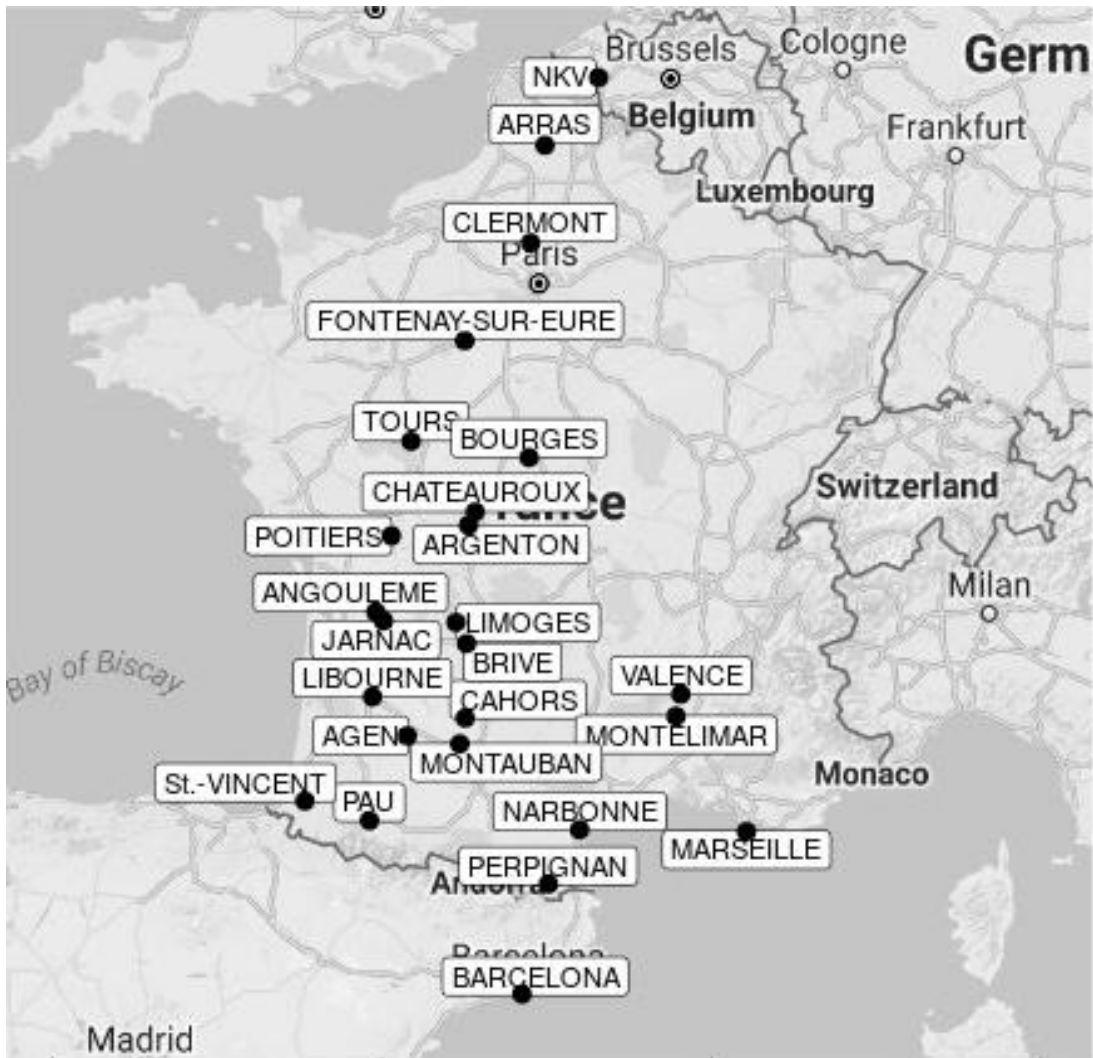 Brussels
Cologne
Germ
NKV
Belgium
ARRAS
Frankfurt
Luxembourg
CLERMONT
Paris
FONTENAY-SUR-EURE
TOURS
BOURGES
CHATEAUROUX
Switzerland
POITIERS
ARGENTON
ANGOULEME
Milan
JARNAC
LIMOGES
BRIVE
Bay of Biscay
LIBOURNE
VALENCE
CAHORS
AGEN
MONTELIMAR
MONTAUBAN
Monaco
St.-VINCENT
PAU
NARBONNE
MARSEILLE
PERPIGNAN
Andorra
Barcelona
BARCELONA
Madrid